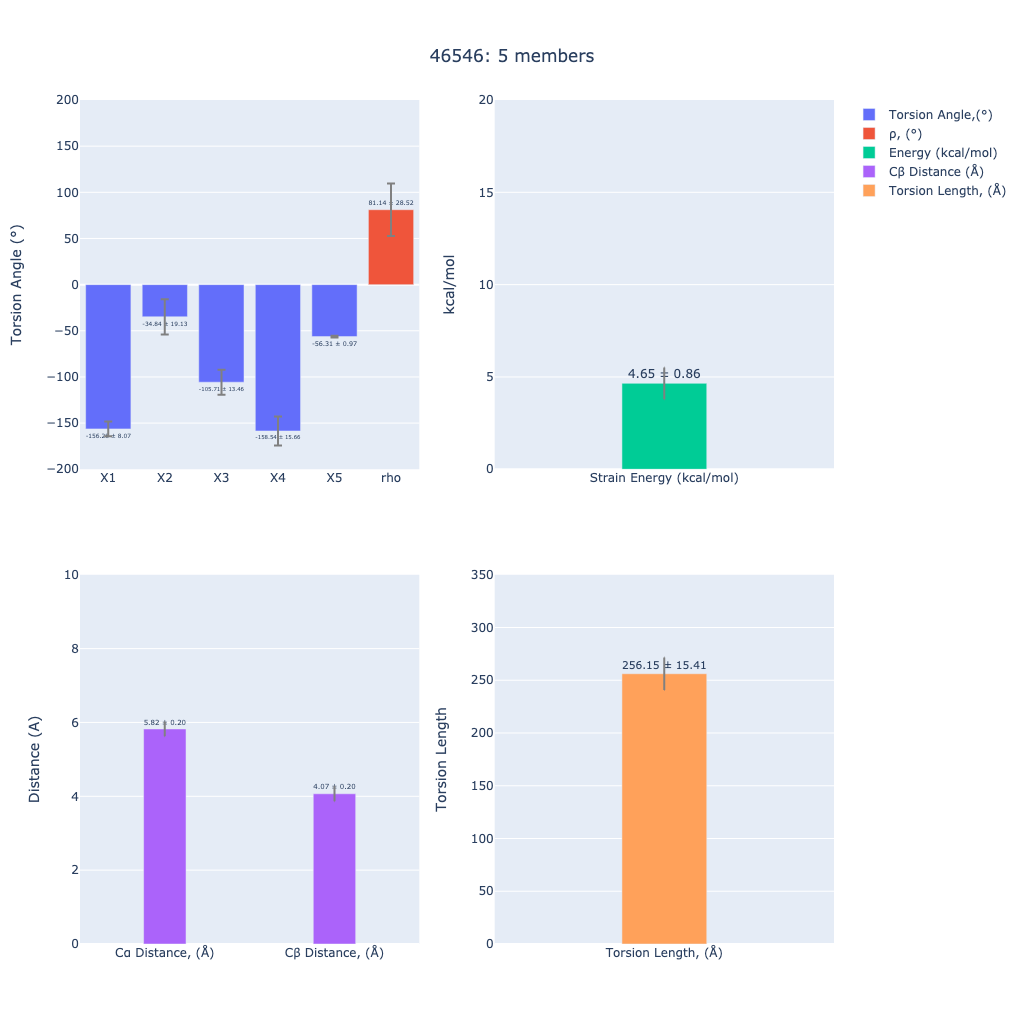 46546: 5 members
Torsion Angle (°)
200
150
100
50
0
−50
−100
−150
−200
81.14 ± 28.52
-34.84 ± 19.13
-56.31 ± 0.97
-105.71 ± 13.46
-158.54 ± 15.66
± 8.07
X1 X2 X3 X4 X5 rho
kcal/mol
20
15
10
5
0
4.65 ± 0.86
Strain Energy (kcal/mol)
Torsion Angle,(°)
ρ, (°)
Energy (kcal/mol)
Cβ Distance (Å)
Torsion Length, (Å)
Distance (A)
10
8
6
4
2
0
5.82 ± 0.20
4.07 ± 0.20
Cα Distance, (Å) Cβ Distance, (Å)
Torsion Length
350
300
250
200
150
100
50
0
256.15 ± 15.41
Torsion Length, (Å)